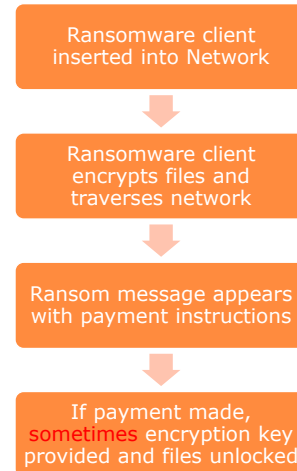 Ransomware client
inserted into Network
Ransomware client
encrypts files and
traverses network
Ransom message appears
with payment instructions
If payment made,
sometimes encryption key
provided and files unlocked